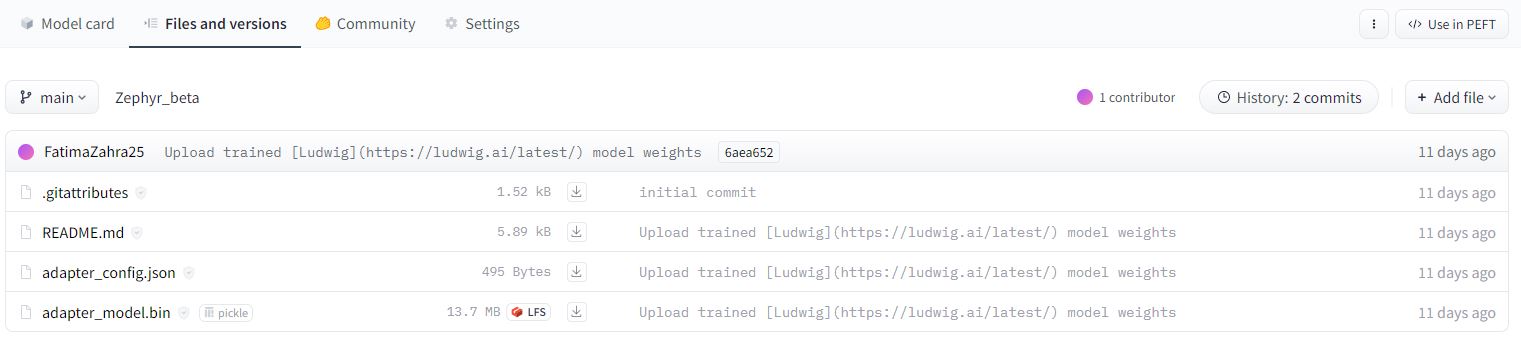 Model card Files and versions Community Settings </> Use in PEFT
main Zephyr_beta 1 contributor History: 2 commits + Add file
FatimaZahra25 Upload trained [Ludwig](https://ludwig.ai/latest/) model weights 6aea652 11 days ago
.gitattributes 1.52 kB initial commit 11 days ago
README.md 5.89 kB Upload trained [Ludwig](https://ludwig.ai/latest/) model weights 11 days ago
adapter_config.json 495 Bytes Upload trained [Ludwig](https://ludwig.ai/latest/) model weights 11 days ago
adapter_model.bin pickle 13.7 MB LFS Upload trained [Ludwig](https://ludwig.ai/latest/) model weights 11 days ago